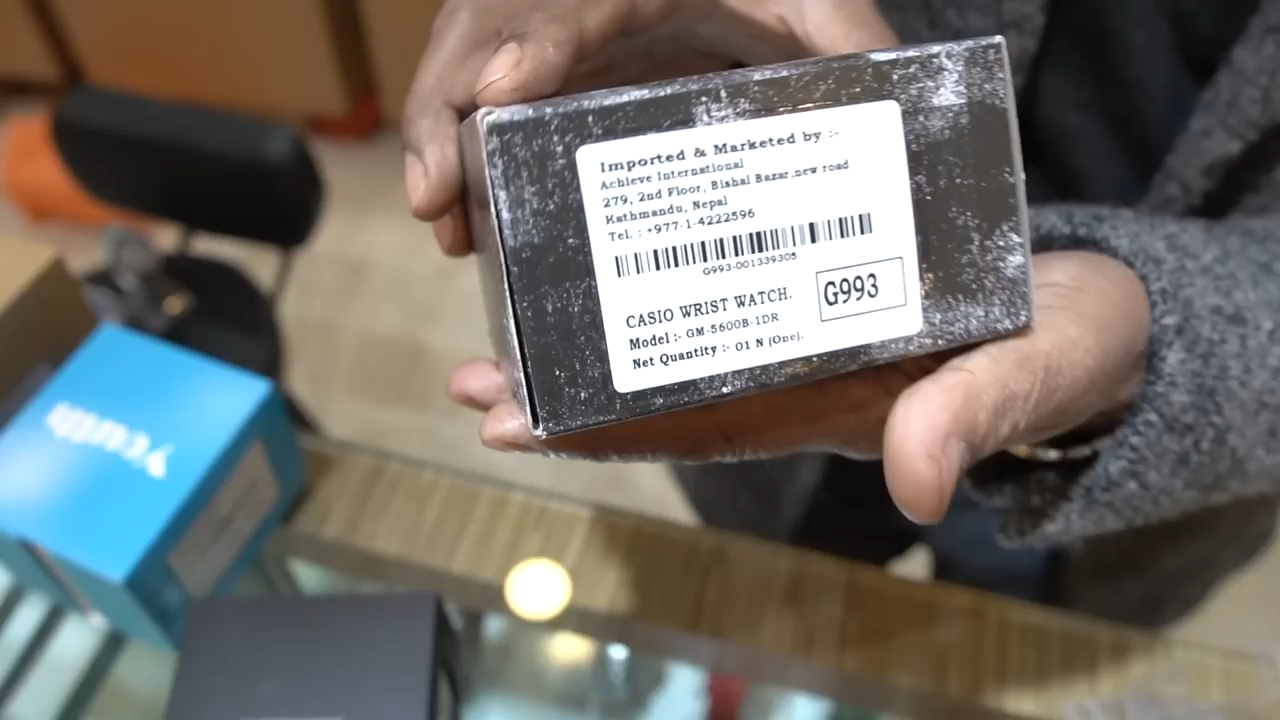 Imported & Marketed by :-
Achieve International
279, 2nd Floor, Bishal Bazar,new road
Kathmandu, Nepal
Tel. : +977-1-4222596
G993-001339305
G993
CASIO WRIST WATCH.
Model :- GM-5600B-1DR
Net Quantity :- 01 N (One).
Youth